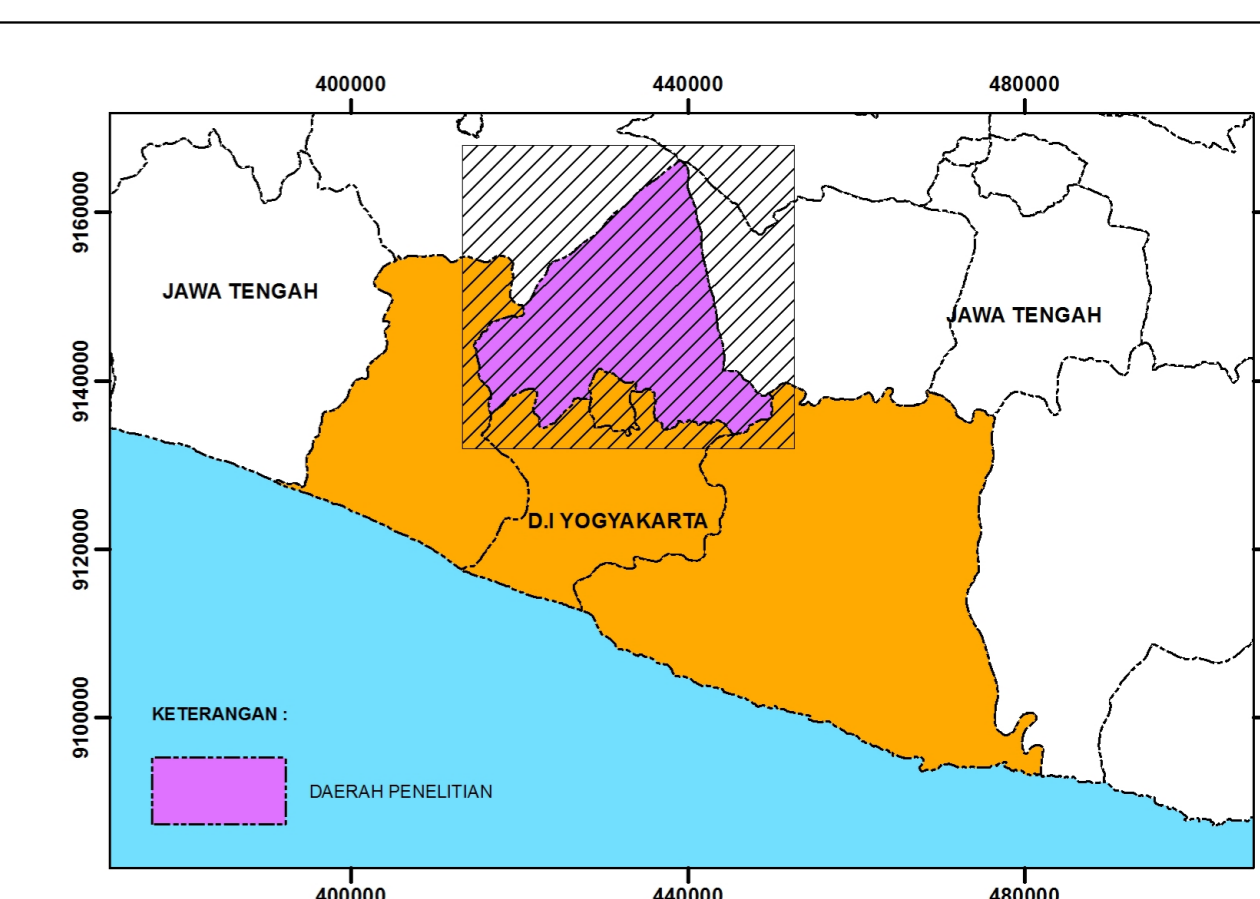 400000 440000 480000
9160000
JAWA TENGAH
JAWA TENGAH
9140000
D.I YOGYAKARTA
9120000
KETERANGAN :
9100000
DAERAH PENELITIAN
400000 440000 480000